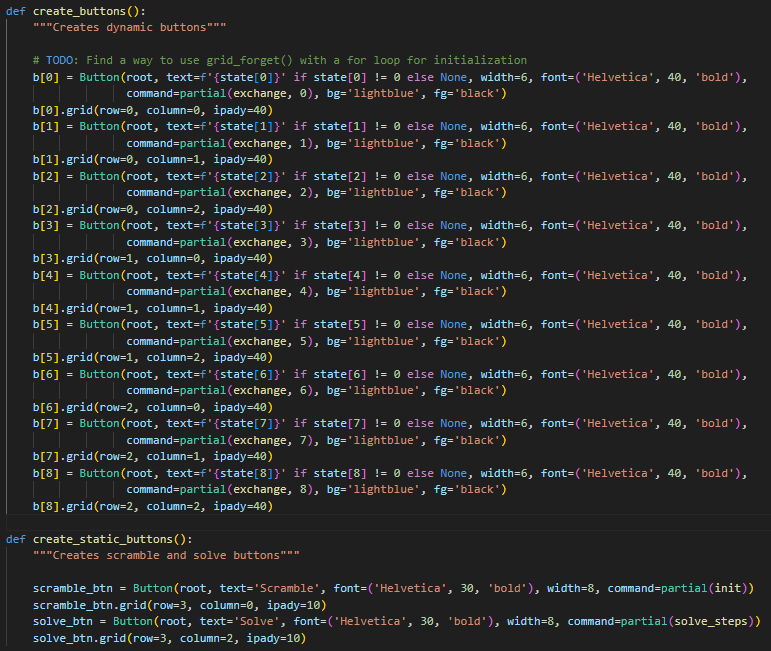 def create_buttons():
    """Creates dynamic buttons"""

    # TODO: Find a way to use grid_forget() with a for loop for initialization
    b[0] = Button(root, text=f'{state[0]}' if state[0] != 0 else None, width=6, font=('Helvetica', 40, 'bold'),
                  command=partial(exchange, 0), bg='lightblue', fg='black')
    b[0].grid(row=0, column=0, ipady=40)
    b[1] = Button(root, text=f'{state[1]}' if state[1] != 0 else None, width=6, font=('Helvetica', 40, 'bold'),
                  command=partial(exchange, 1), bg='lightblue', fg='black')
    b[1].grid(row=0, column=1, ipady=40)
    b[2] = Button(root, text=f'{state[2]}' if state[2] != 0 else None, width=6, font=('Helvetica', 40, 'bold'),
                  command=partial(exchange, 2), bg='lightblue', fg='black')
    b[2].grid(row=0, column=2, ipady=40)
    b[3] = Button(root, text=f'{state[3]}' if state[3] != 0 else None, width=6, font=('Helvetica', 40, 'bold'),
                  command=partial(exchange, 3), bg='lightblue', fg='black')
    b[3].grid(row=1, column=0, ipady=40)
    b[4] = Button(root, text=f'{state[4]}' if state[4] != 0 else None, width=6, font=('Helvetica', 40, 'bold'),
                  command=partial(exchange, 4), bg='lightblue', fg='black')
    b[4].grid(row=1, column=1, ipady=40)
    b[5] = Button(root, text=f'{state[5]}' if state[5] != 0 else None, width=6, font=('Helvetica', 40, 'bold'),
                  command=partial(exchange, 5), bg='lightblue', fg='black')
    b[5].grid(row=1, column=2, ipady=40)
    b[6] = Button(root, text=f'{state[6]}' if state[6] != 0 else None, width=6, font=('Helvetica', 40, 'bold'),
                  command=partial(exchange, 6), bg='lightblue', fg='black')
    b[6].grid(row=2, column=0, ipady=40)
    b[7] = Button(root, text=f'{state[7]}' if state[7] != 0 else None, width=6, font=('Helvetica', 40, 'bold'),
                  command=partial(exchange, 7), bg='lightblue', fg='black')
    b[7].grid(row=2, column=1, ipady=40)
    b[8] = Button(root, text=f'{state[8]}' if state[8] != 0 else None, width=6, font=('Helvetica', 40, 'bold'),
                  command=partial(exchange, 8), bg='lightblue', fg='black')
    b[8].grid(row=2, column=2, ipady=40)

def create_static_buttons():
    """Creates scramble and solve buttons"""

    scramble_btn = Button(root, text='Scramble', font=('Helvetica', 30, 'bold'), width=8, command=partial(init))
    scramble_btn.grid(row=3, column=0, ipady=10)
    solve_btn = Button(root, text='Solve', font=('Helvetica', 30, 'bold'), width=8, command=partial(solve_steps))
    solve_btn.grid(row=3, column=2, ipady=10)